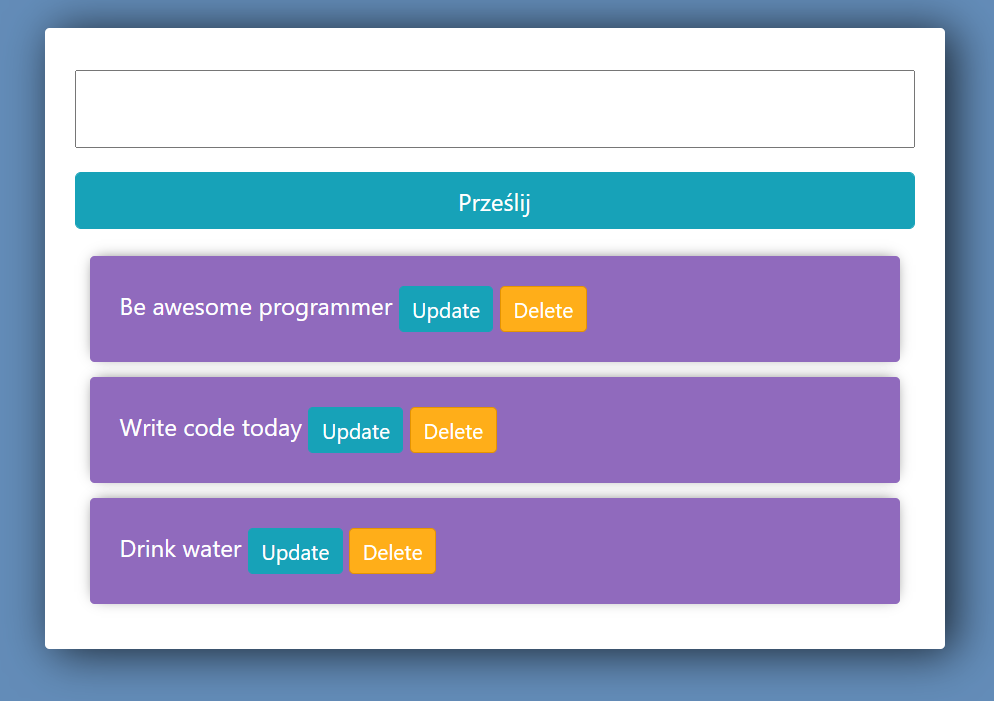 Prześlij
Be awesome programmer Update Delete
Write code today Update Delete
Drink water Update Delete